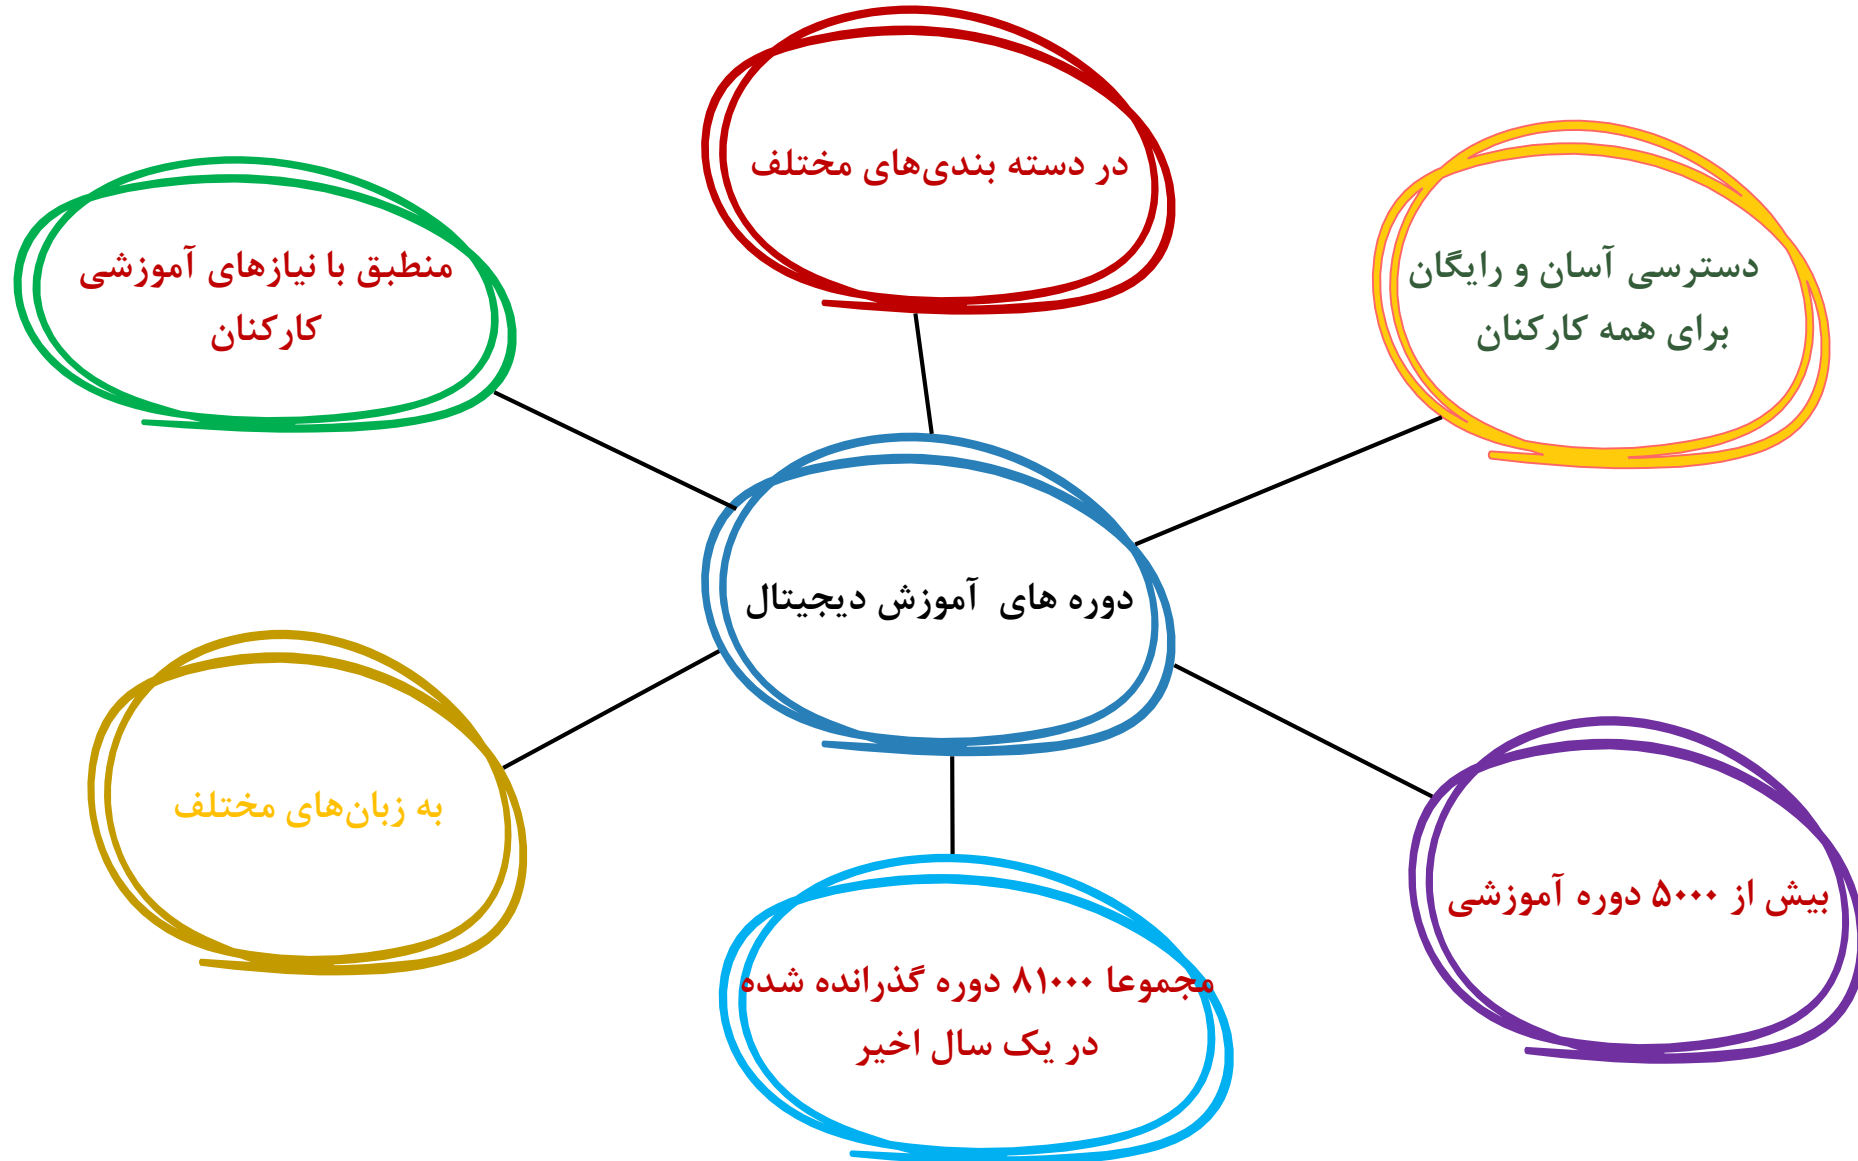 در دسته بندی‌های مختلف
دسترسی آسان و رایگان
برای همه کارکنان
منطبق با نیازهای آموزشی
کارکنان
دوره های آموزش دیجیتال
به زبان‌های مختلف
بیش از ۵۰۰۰ دوره آموزشی
مجموعا ۸۱۰۰۰ دوره گذرانده شده
در یک سال اخیر